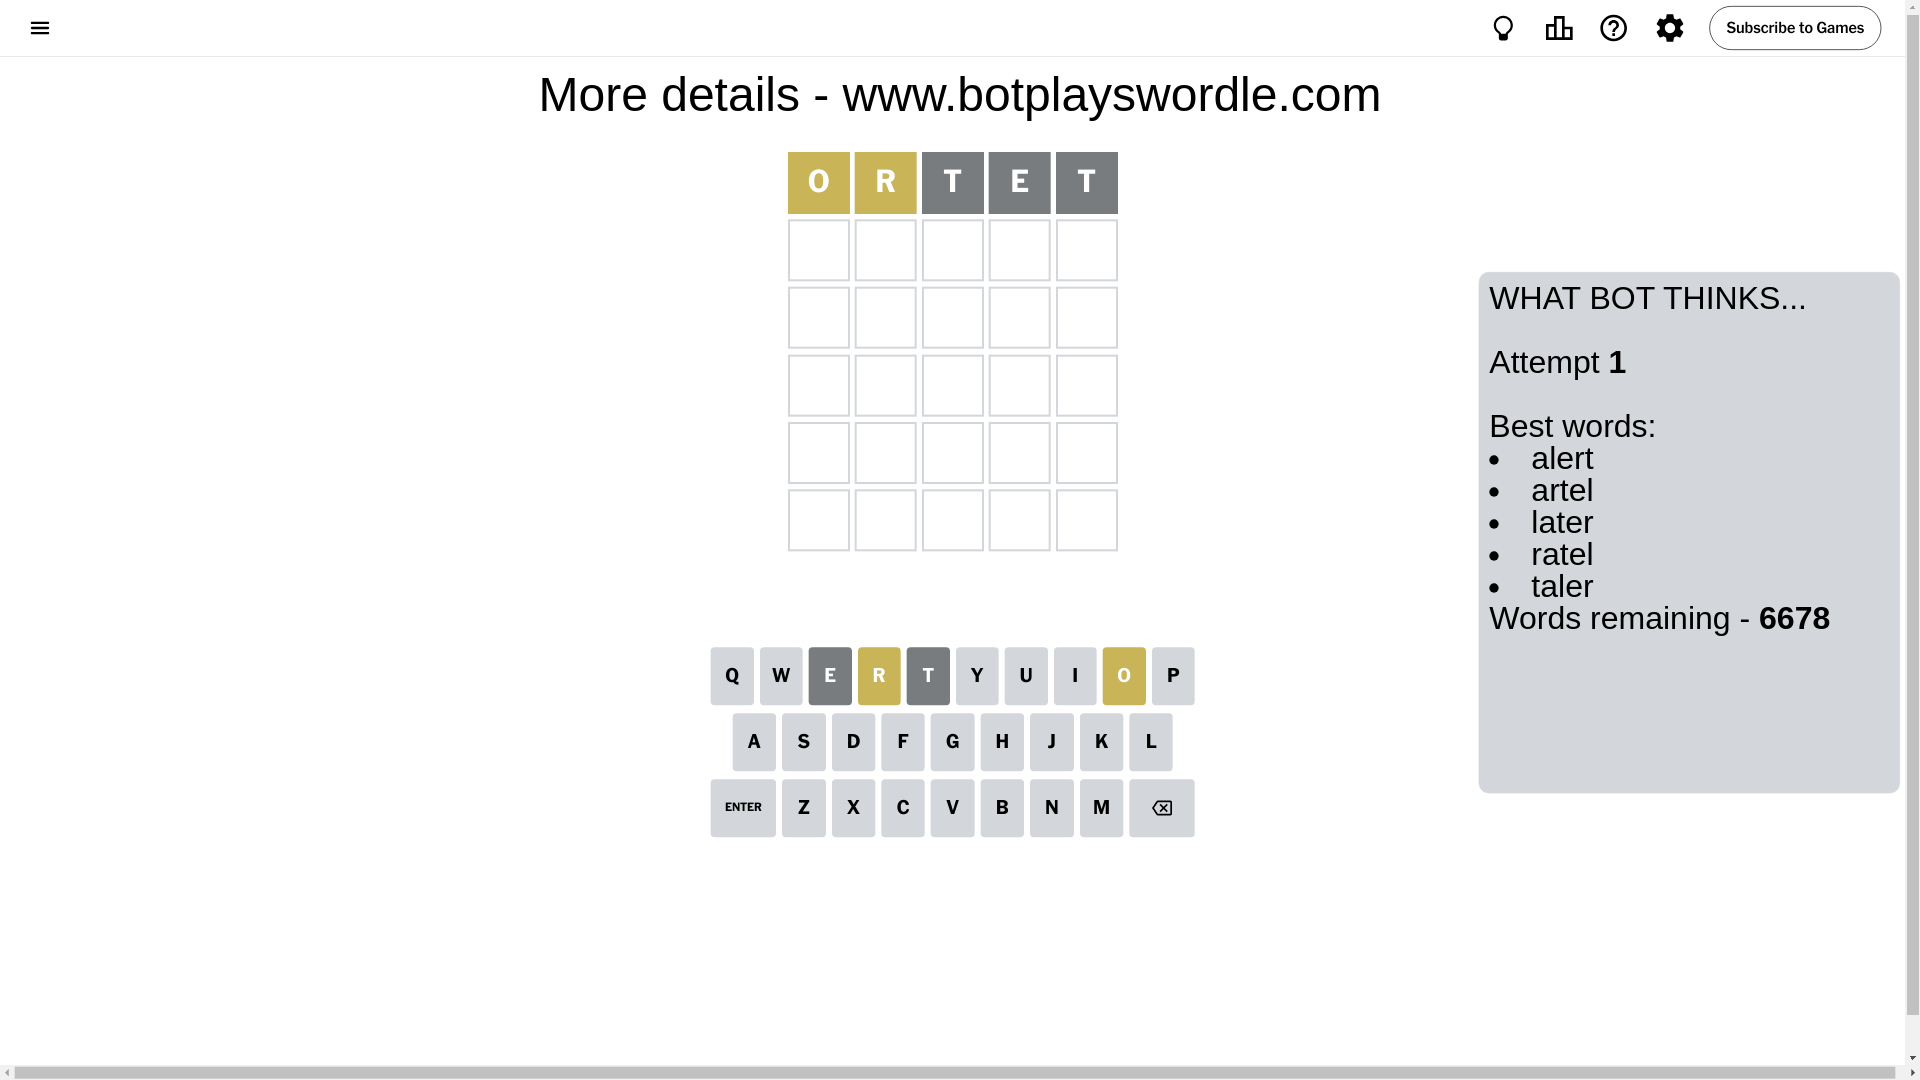 Subscribe to Games
More details - www.botplayswordle.com
O R T E T
WHAT BOT THINKS...
Attempt 1
Best words:
• alert
• artel
• later
• ratel
• taler
Words remaining - 6678
Q W E R T Y U I O P
A S D F G H J K L
ENTER Z X C V B N M